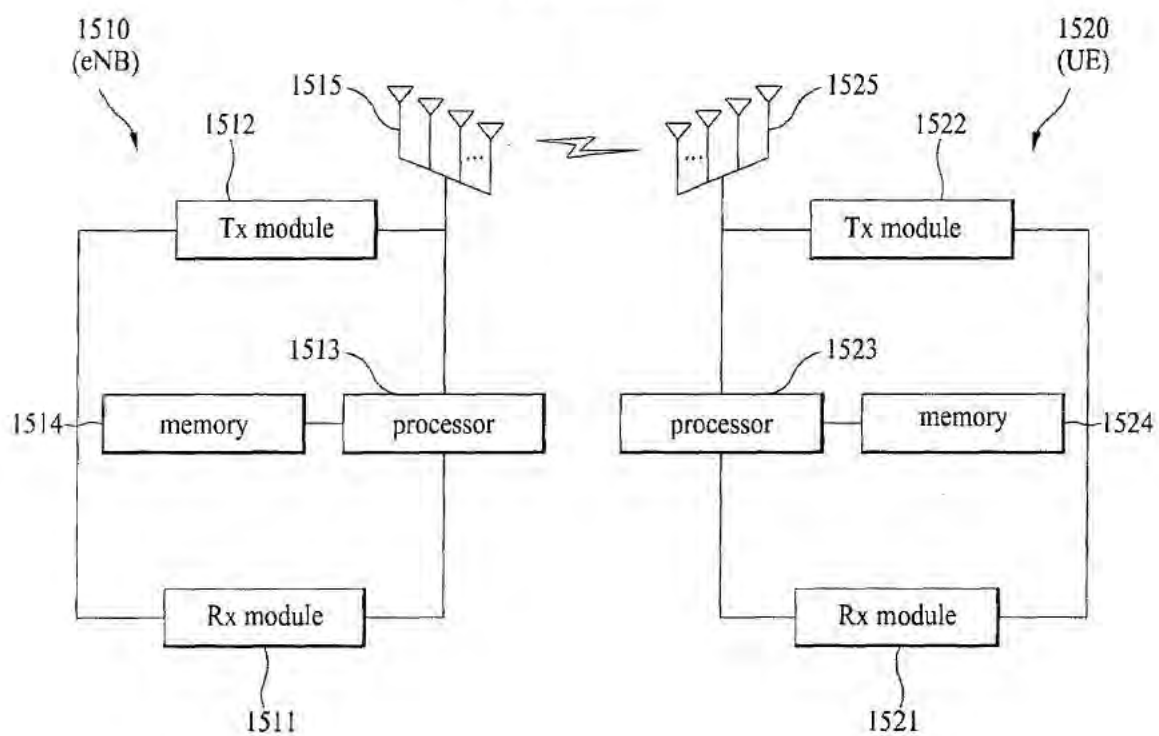 1510
(eNB)
1520
(UE)
1515
1525
1512
1522
Tx module
Tx module
...
...
1513
1523
1514
memory
processor
processor
memory
1524
Rx module
Rx module
1511
1521